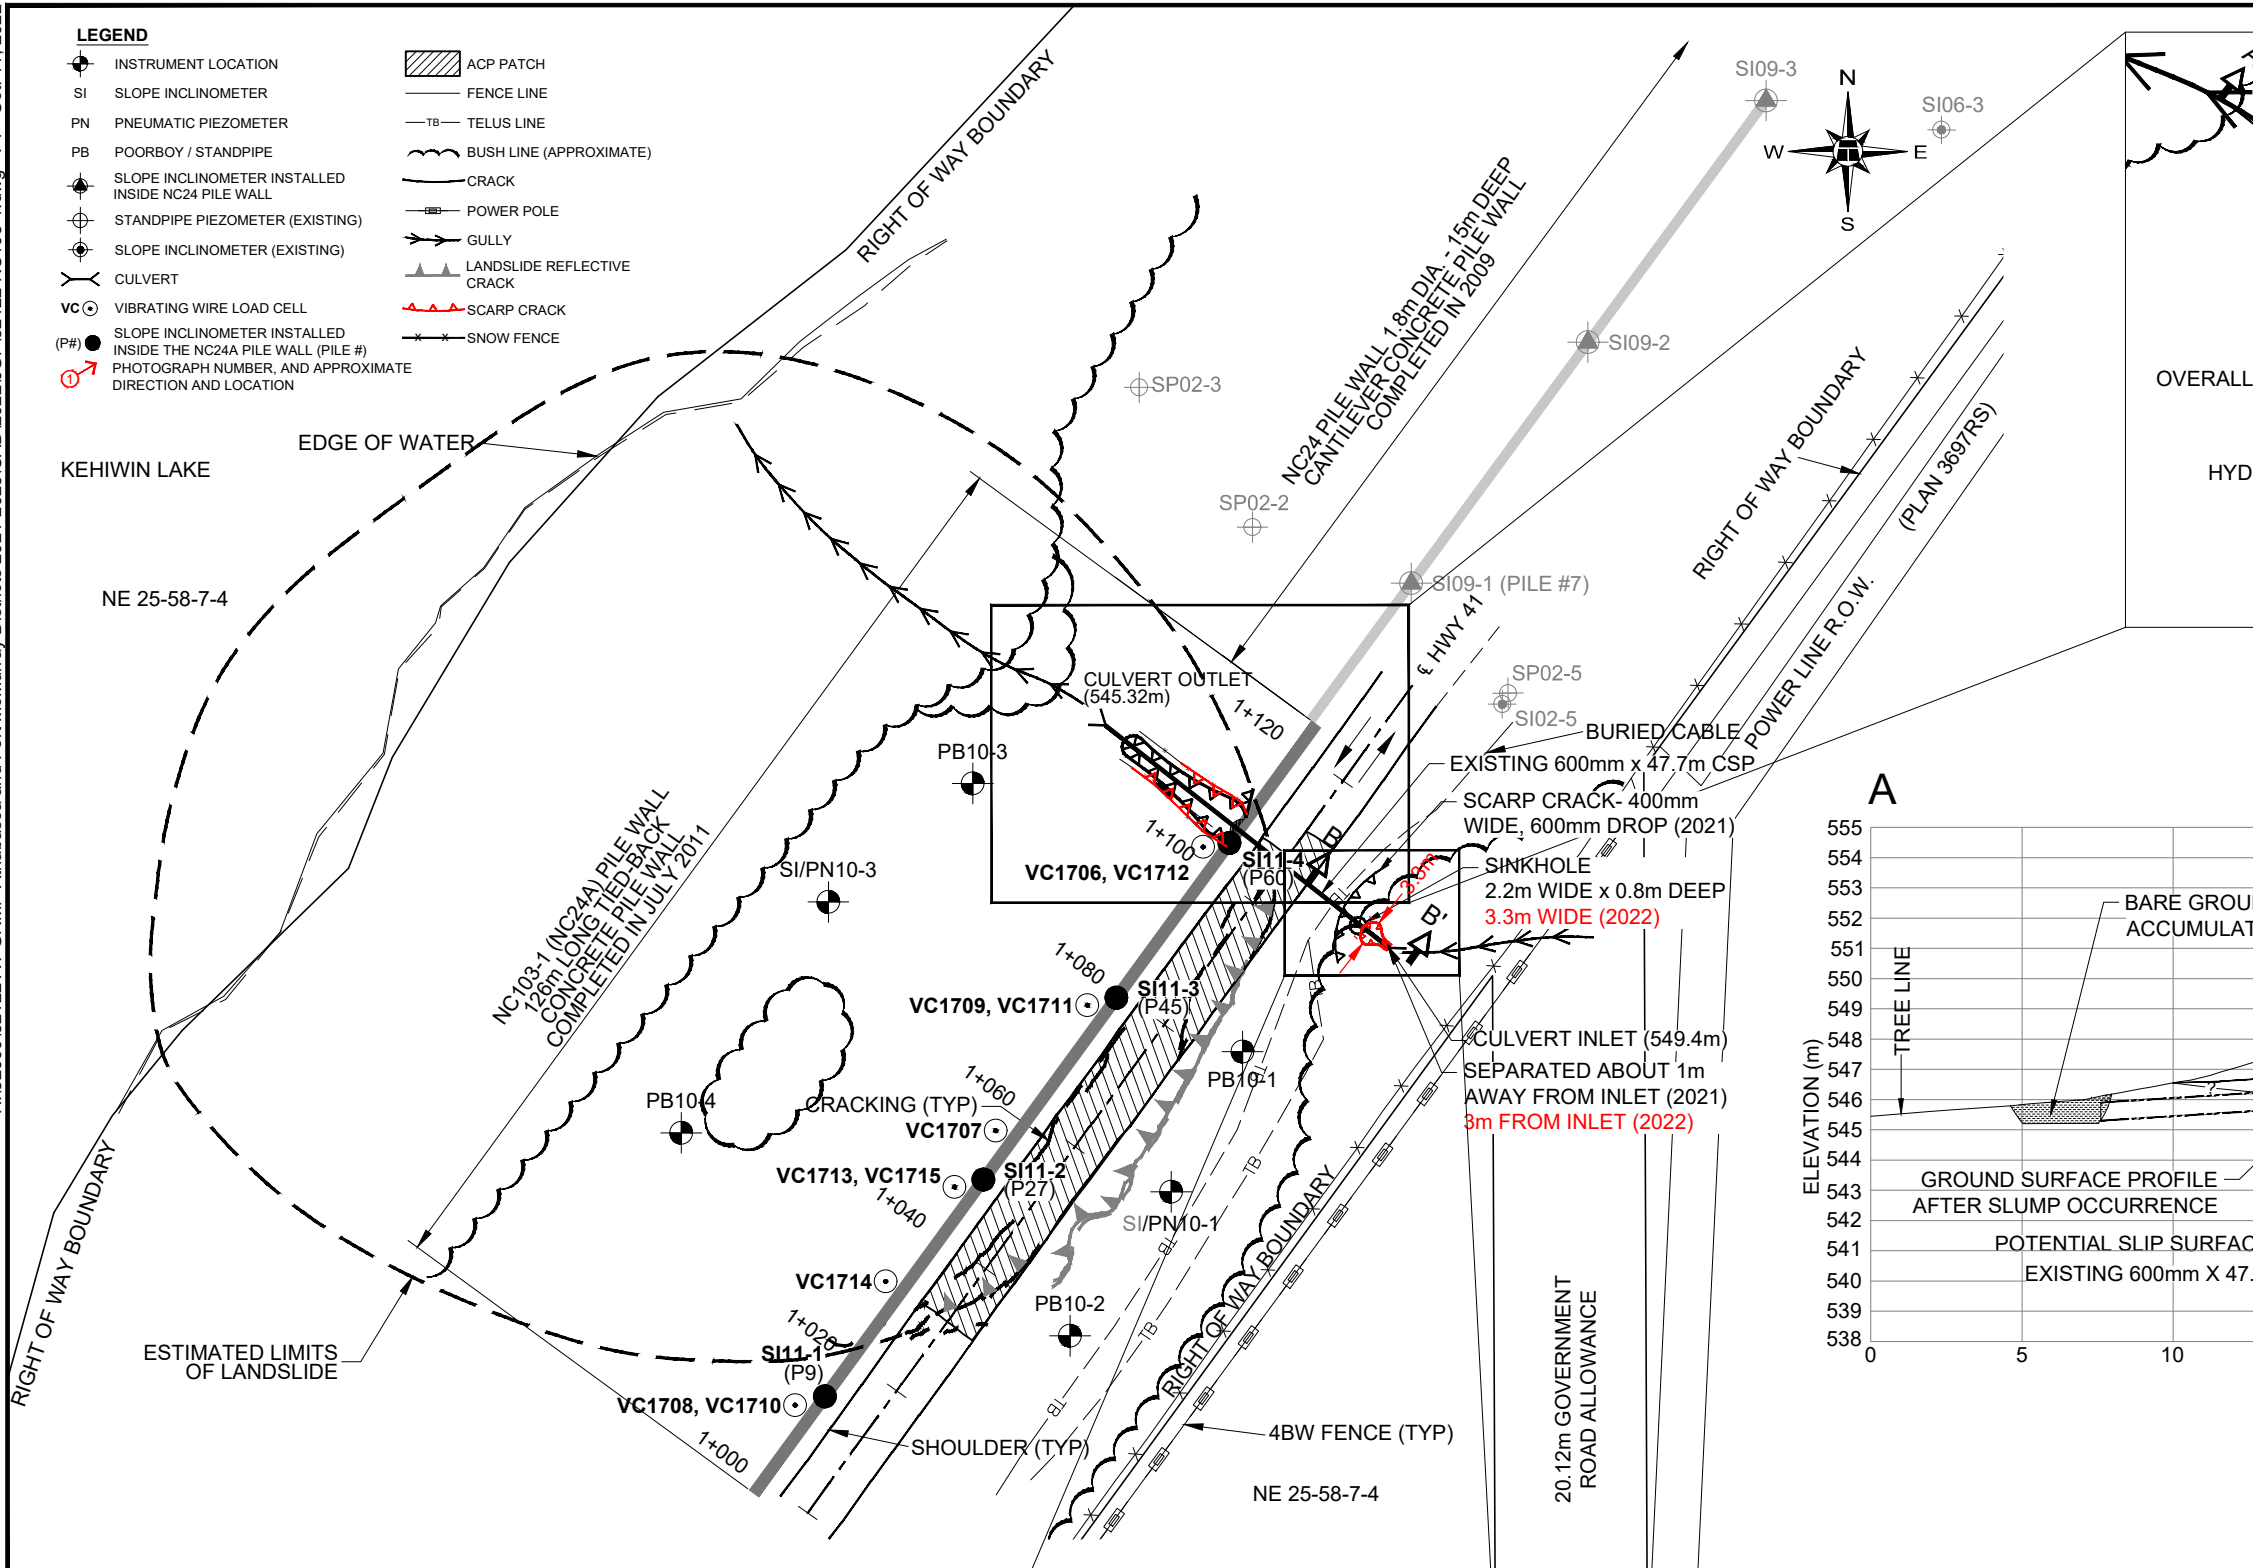 LEGEND
INSTRUMENT LOCATION
SI SLOPE INCLINOMETER
PN PNEUMATIC PIEZOMETER
PB POORBOY / STANDPIPE
SLOPE INCLINOMETER INSTALLED
INSIDE NC24 PILE WALL
STANDPIPE PIEZOMETER (EXISTING)
SLOPE INCLINOMETER (EXISTING)
CULVERT
VC VIBRATING WIRE LOAD CELL
(P#) SLOPE INCLINOMETER INSTALLED
INSIDE THE NC24A PILE WALL (PILE #)
1 PHOTOGRAPH NUMBER, AND APPROXIMATE
DIRECTION AND LOCATION
ACP PATCH
FENCE LINE
TB TELUS LINE
BUSH LINE (APPROXIMATE)
CRACK
POWER POLE
GULLY
LANDSLIDE REFLECTIVE
CRACK
SCARP CRACK
SNOW FENCE
RIGHT OF WAY BOUNDARY
SI09-3
N
W E
S
SI06-3
OVERALL
HYD
NC24 PILE WALL 1.8m DIA. - 15m DEEP
CANTILEVER CONCRETE PILE WALL
COMPLETED IN 2009
SI09-2
SP02-3
RIGHT OF WAY BOUNDARY
(PLAN 3697RS)
POWER LINE R.O.W.
EDGE OF WATER
KEHIWIN LAKE
NE 25-58-7-4
SP02-2
SI09-1 (PILE #7)
℄ HWY 41
SP02-5
SI02-5
CULVERT OUTLET
(545.32m)
1+120
BURIED CABLE
EXISTING 600mm x 47.7m CSP
SCARP CRACK- 400mm
WIDE, 600mm DROP (2021)
SINKHOLE
2.2m WIDE x 0.8m DEEP
3.3m WIDE (2022)
3.3m
B
B'
PB10-3
NC103-1 (NC24A) PILE WALL
126m LONG TIED-BACK
CONCRETE PILE WALL
COMPLETED IN JULY 2011
SI/PN10-3
1+100
VC1706, VC1712
SI11-4
(P60)
1+080
VC1709, VC1711
SI11-3
(P45)
TB
CULVERT INLET (549.4m)
SEPARATED ABOUT 1m
AWAY FROM INLET (2021)
3m FROM INLET (2022)
PB10-1
TB
1+060
PB10-4
CRACKING (TYP)
VC1707
VC1713, VC1715
SI11-2
(P27)
1+040
TB
SI/PN10-1
TB
VC1714
PB10-2
TB
1+020
SI11-1
(P9)
VC1708, VC1710
TB
RIGHT OF WAY BOUNDARY
ESTIMATED LIMITS
OF LANDSLIDE
RIGHT OF WAY BOUNDARY
1+000
SHOULDER (TYP)
4BW FENCE (TYP)
NE 25-58-7-4
20.12m GOVERNMENT
ROAD ALLOWANCE
A
555
554
553
552
551
550
549
548
547
546
545
544
543
542
541
540
539
538
ELEVATION (m)
0 5 10
TREE LINE
BARE GROU
ACCUMULAT
?
GROUND SURFACE PROFILE
AFTER SLUMP OCCURRENCE
POTENTIAL SLIP SURFAC
EXISTING 600mm X 47.